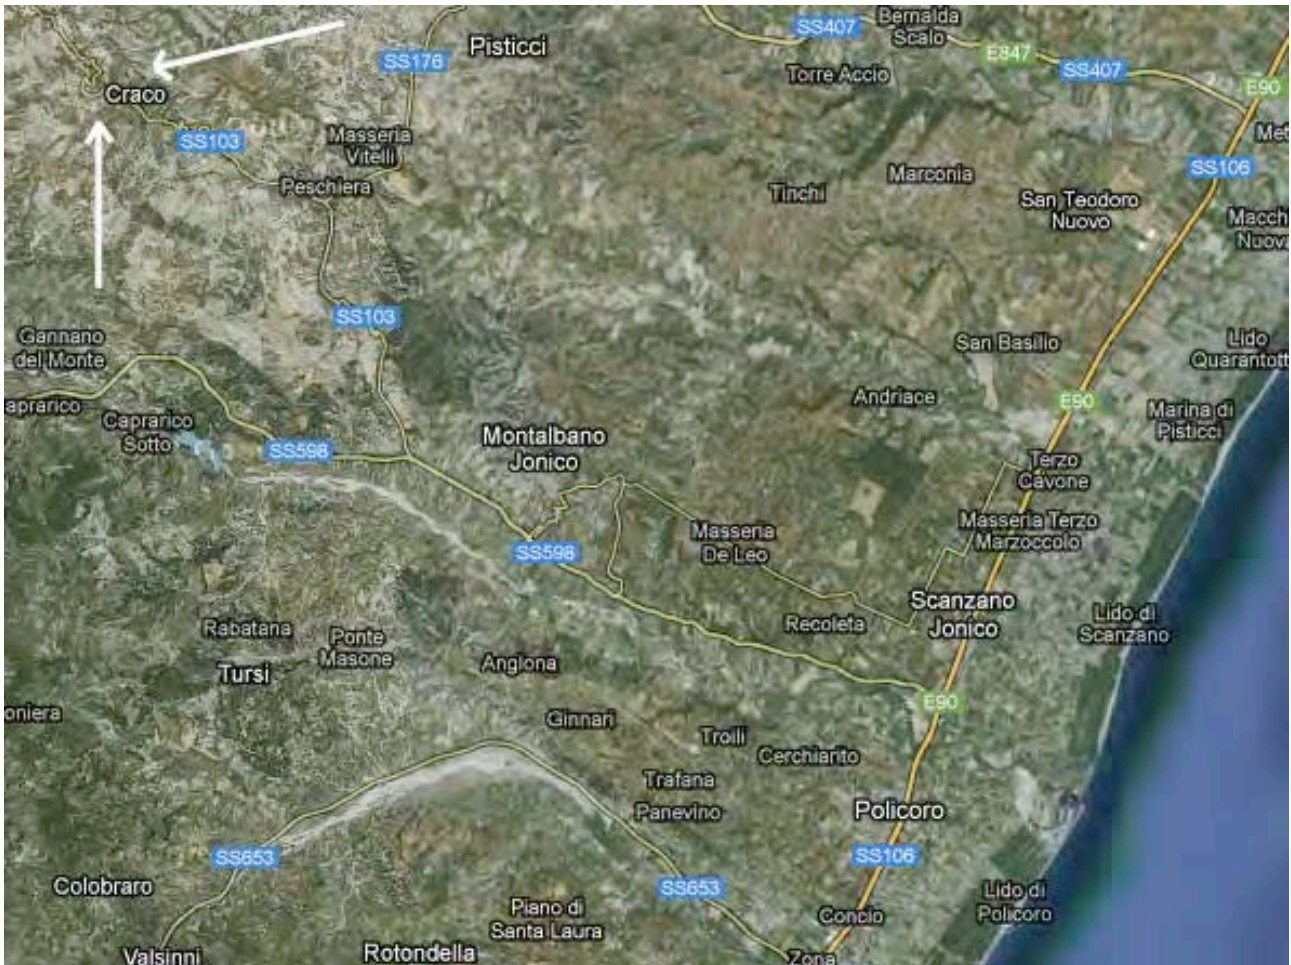 Bernalda
Scalo
SS407
Pisticci
E847
SS176
SS407
Torre Accio
E90
Craco
Met
SS103
Masseria
Vitelli
SS106
Marconia
Peschiera
Tinchi
San Teodoro
Nuovo
Macch
Nuova
SS103
Gannano
del Monte
San Basilio
Lido
Quarantott
Andriace
E90
aprarico
Caprarico
Sotto
Marina di
Pisticci
Montalbano
Jonico
SS598
Terzo
Cavone
Masseria Terzo
Marzoccolo
Masseria
De Leo
SS598
Scanzano
Jonico
Lido di
Scanzano
Recoleta
Rabatana
Ponte
Masone
Tursi
Anglona
E90
oniera
Ginnari
Troili
Cerchiarito
Trafana
Panevino
Policoro
SS653
SS106
Colobraro
SS653
Lido di
Policoro
Piano di
Santa Laura
Concio
Valsinni
Rotondella
Zona